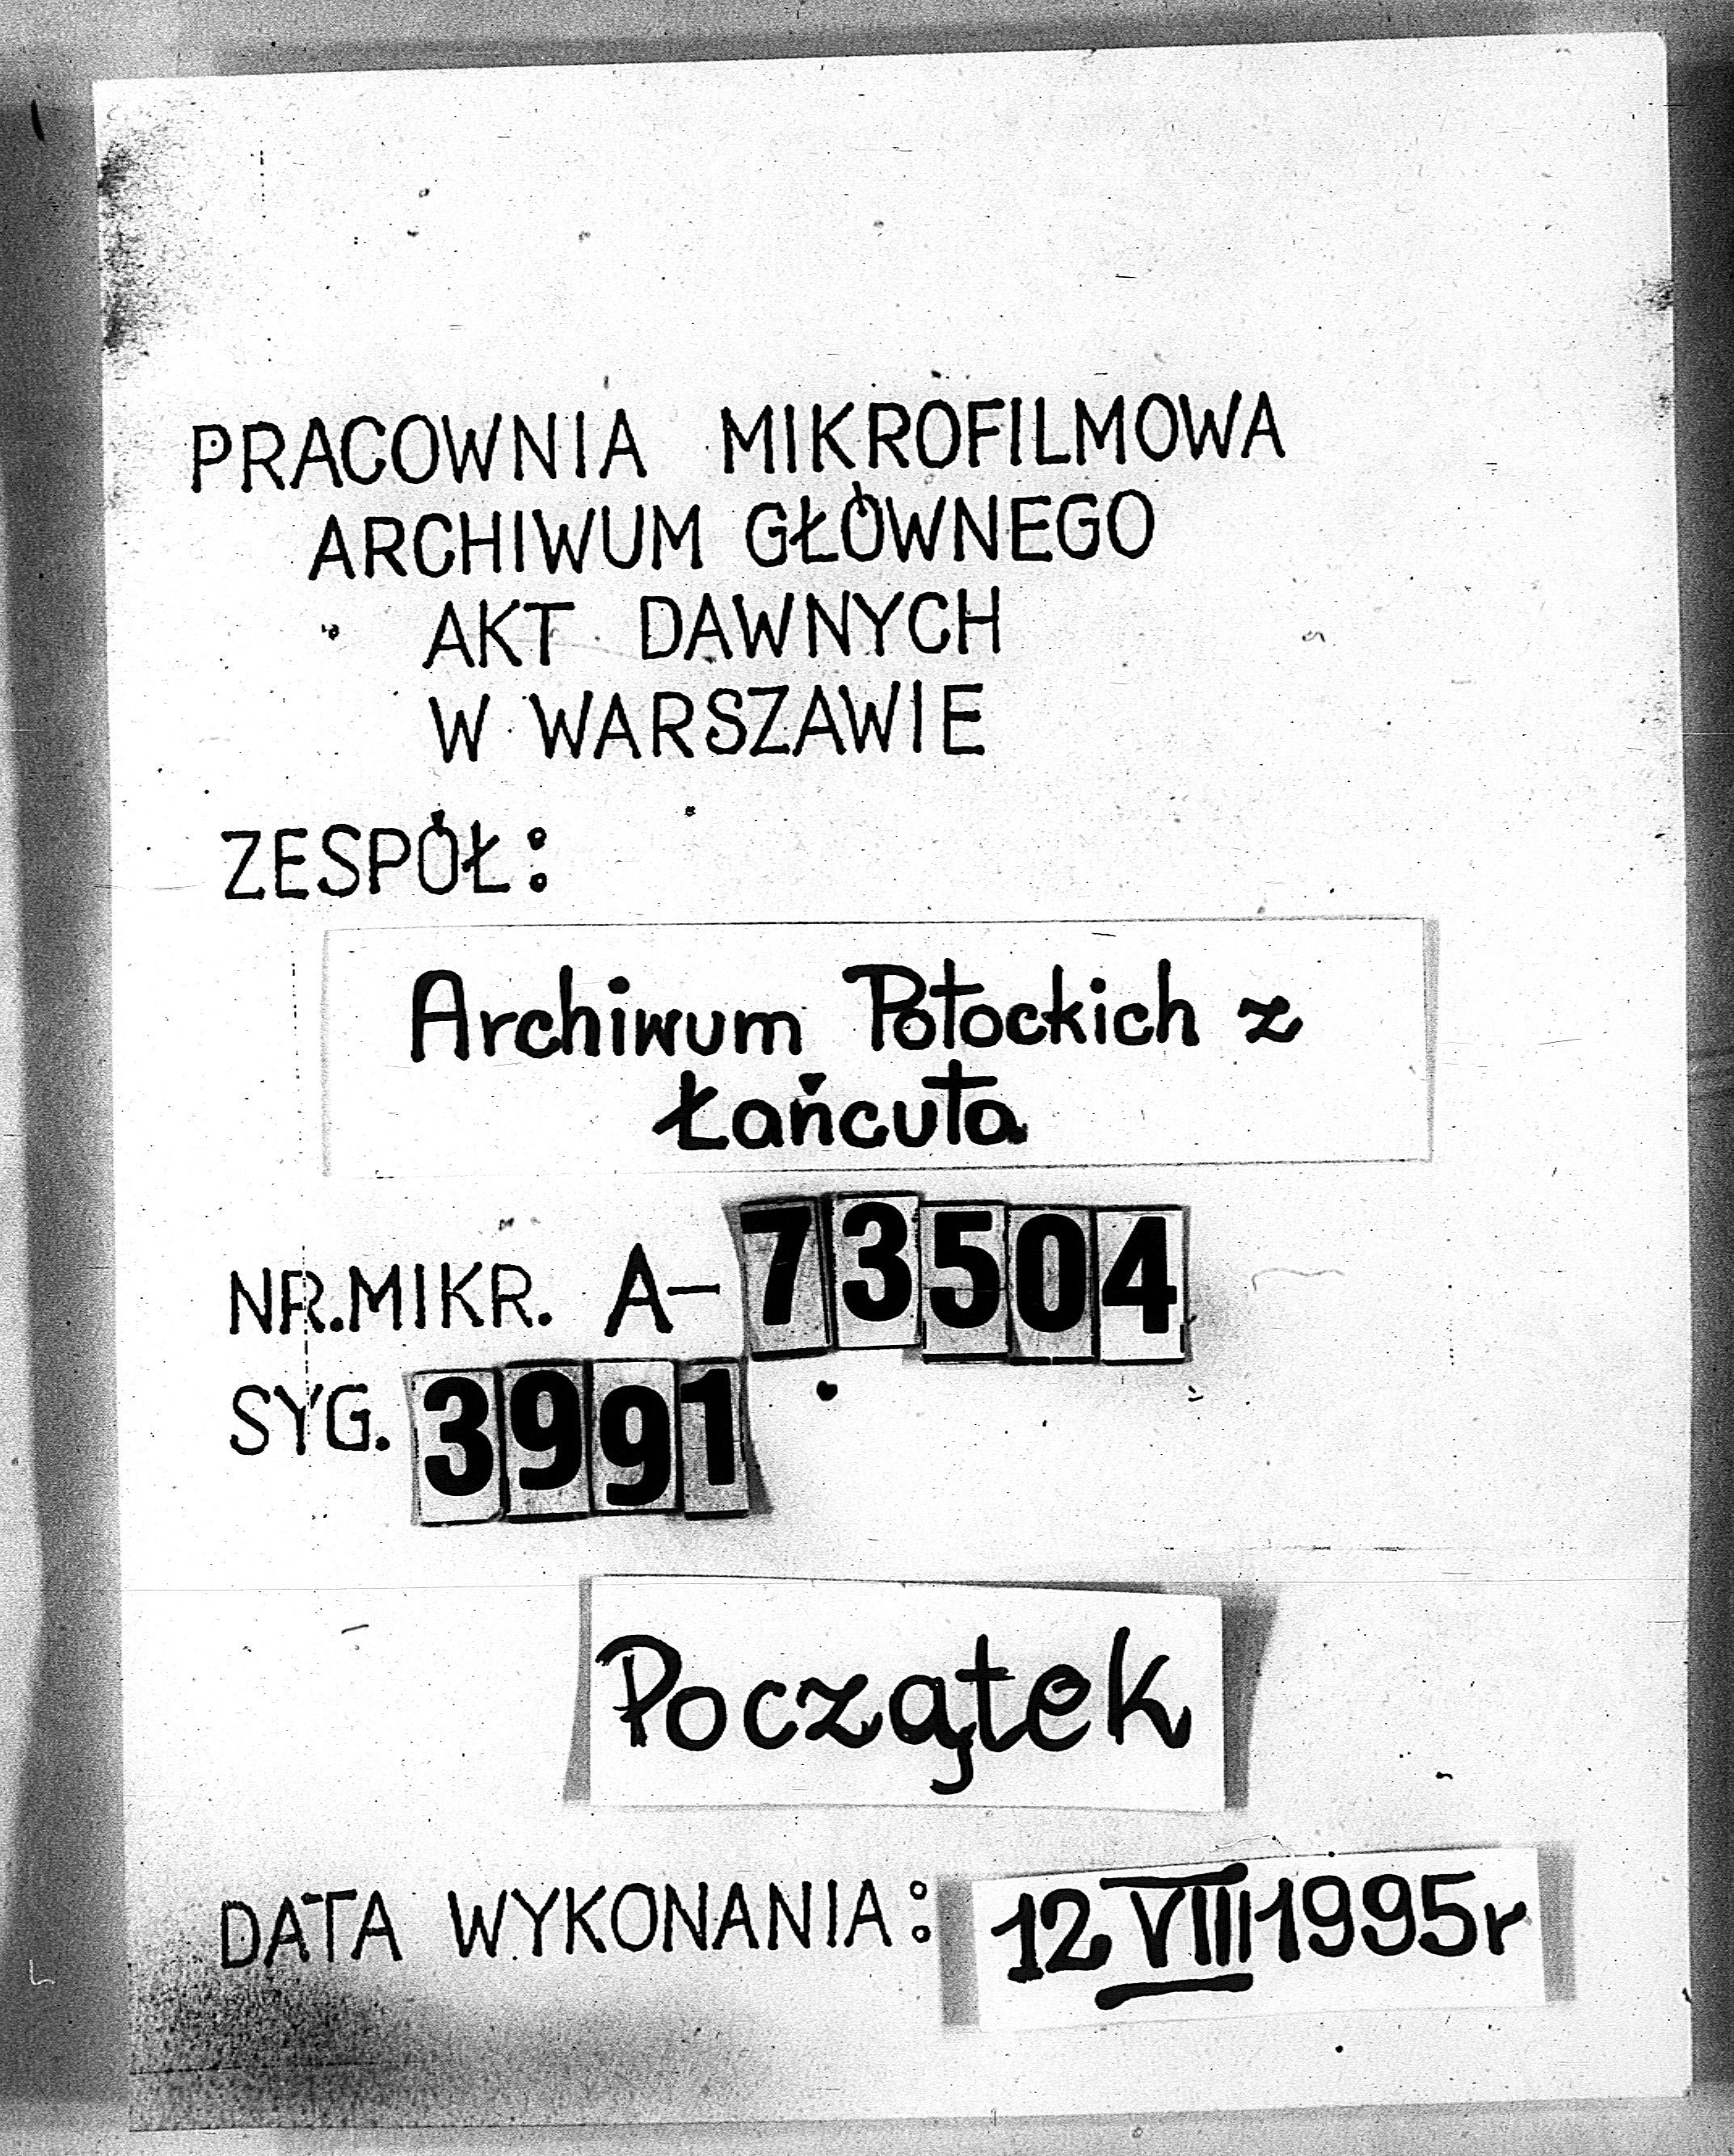 PRACOWNIA MIKROFILMOWA
ARCHIWUM GŁÓWNEGO
AKT DAWNYCH
W WARSZAWIE
ZESPÓŁ:
Archiwum Potockich z
Łańcuta
NR.MIKR. A-73504
SYG. 3991
Początek
DATA WYKONANIA: 12 VIII 1995r